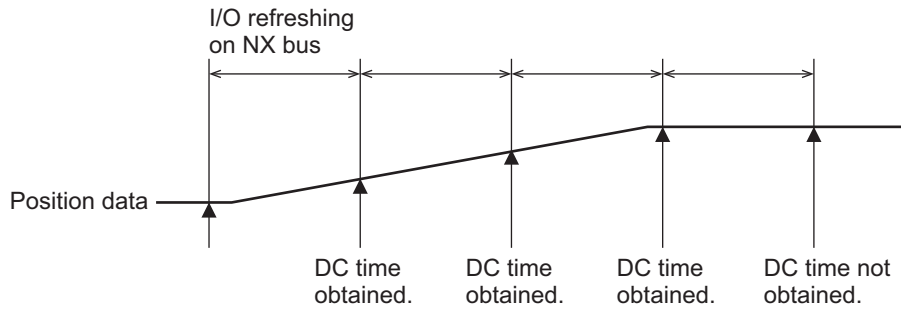 I/O refreshing
on NX bus
Position data
DC time
obtained.
DC time
obtained.
DC time
obtained.
DC time not
obtained.